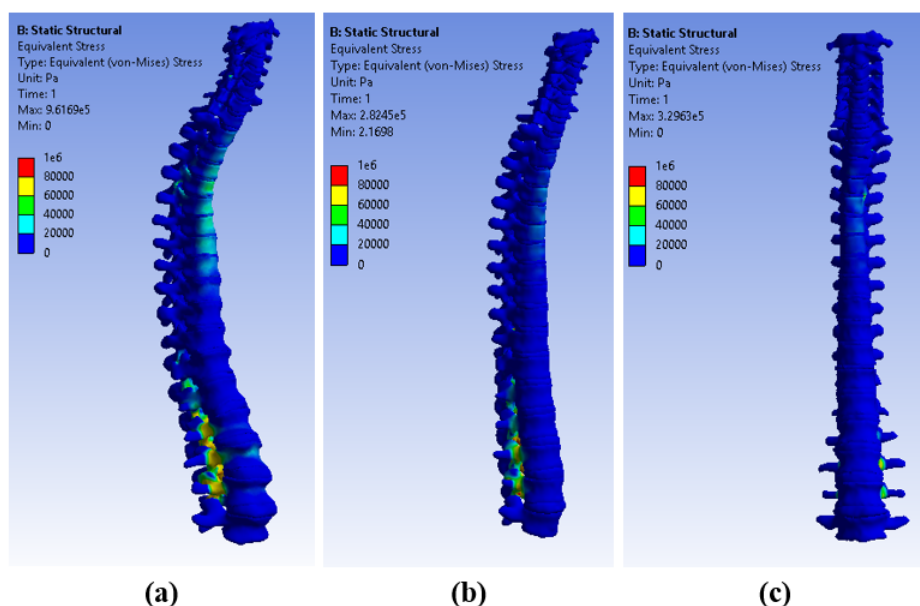 B: Static Structural
Equivalent Stress
Type: Equivalent (von-Mises) Stress
Unit: Pa
Time: 1
Max: 9.6169e5
Min: 0
1e6
80000
60000
40000
20000
0
(a)
B: Static Structural
Equivalent Stress
Type: Equivalent (von-Mises) Stress
Unit: Pa
Time: 1
Max: 2.8245e5
Min: 2.1698
1e6
80000
60000
40000
20000
0
(b)
B: Static Structural
Equivalent Stress
Type: Equivalent (von-Mises) Stress
Unit: Pa
Time: 1
Max: 3.2963e5
Min: 0
1e6
80000
60000
40000
20000
0
(c)